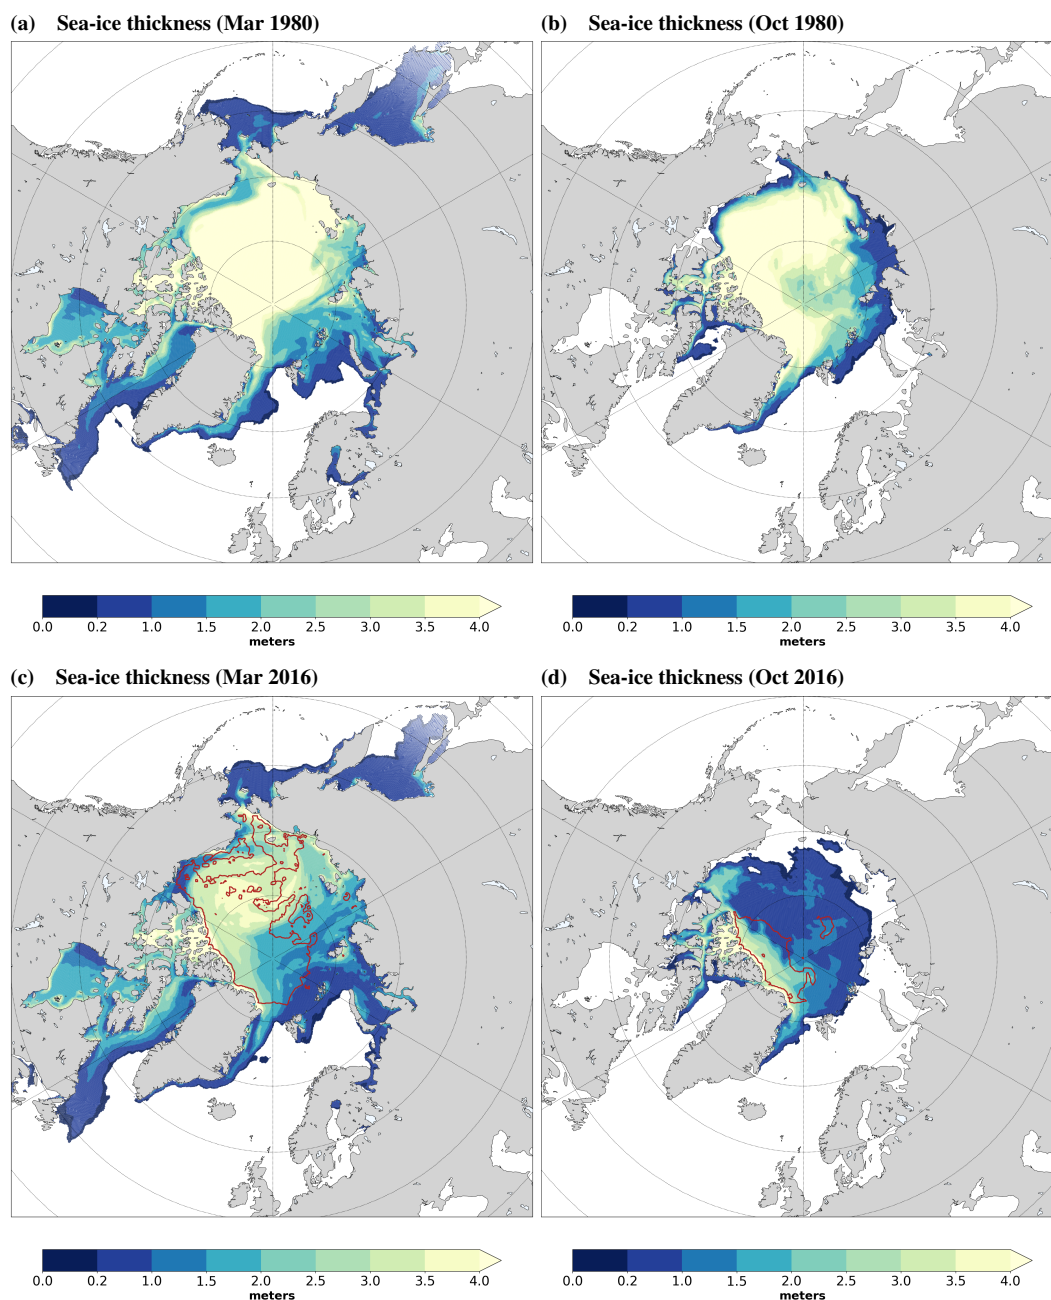 (a) Sea-ice thickness (Mar 1980)
(b) Sea-ice thickness (Oct 1980)
0.0 0.2 1.0 1.5 2.0 2.5 3.0 3.5 4.0
meters
0.0 0.2 1.0 1.5 2.0 2.5 3.0 3.5 4.0
meters
(c) Sea-ice thickness (Mar 2016)
(d) Sea-ice thickness (Oct 2016)
0.0 0.2 1.0 1.5 2.0 2.5 3.0 3.5 4.0
meters
0.0 0.2 1.0 1.5 2.0 2.5 3.0 3.5 4.0
meters